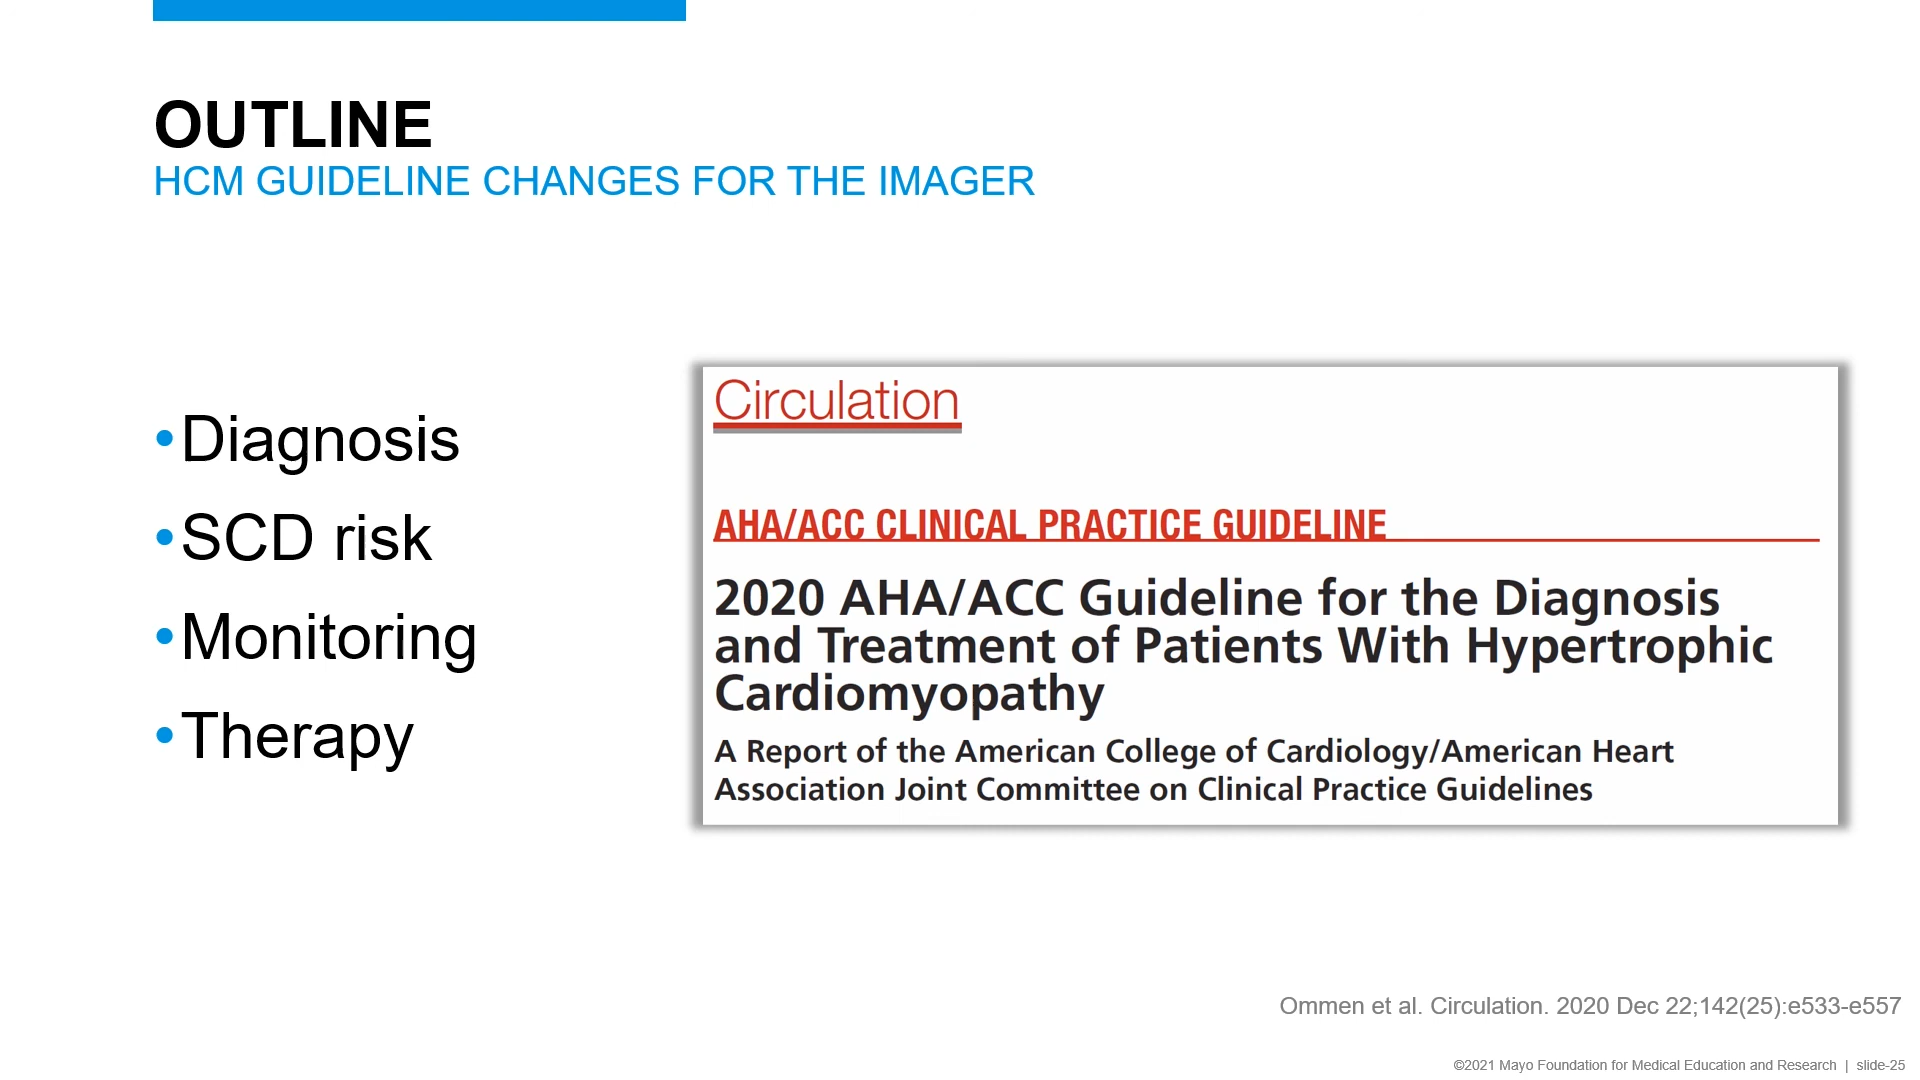 OUTLINE
HCM GUIDELINE CHANGES FOR THE IMAGER
•Diagnosis
•SCD risk
•Monitoring
•Therapy
Circulation
AHA/ACC CLINICAL PRACTICE GUIDELINE
2020 AHA/ACC Guideline for the Diagnosis
and Treatment of Patients With Hypertrophic
Cardiomyopathy
A Report of the American College of Cardiology/American Heart
Association Joint Committee on Clinical Practice Guidelines
Ommen et al. Circulation. 2020 Dec 22;142(25):e533-e557
©2021 Mayo Foundation for Medical Education and Research | slide-25